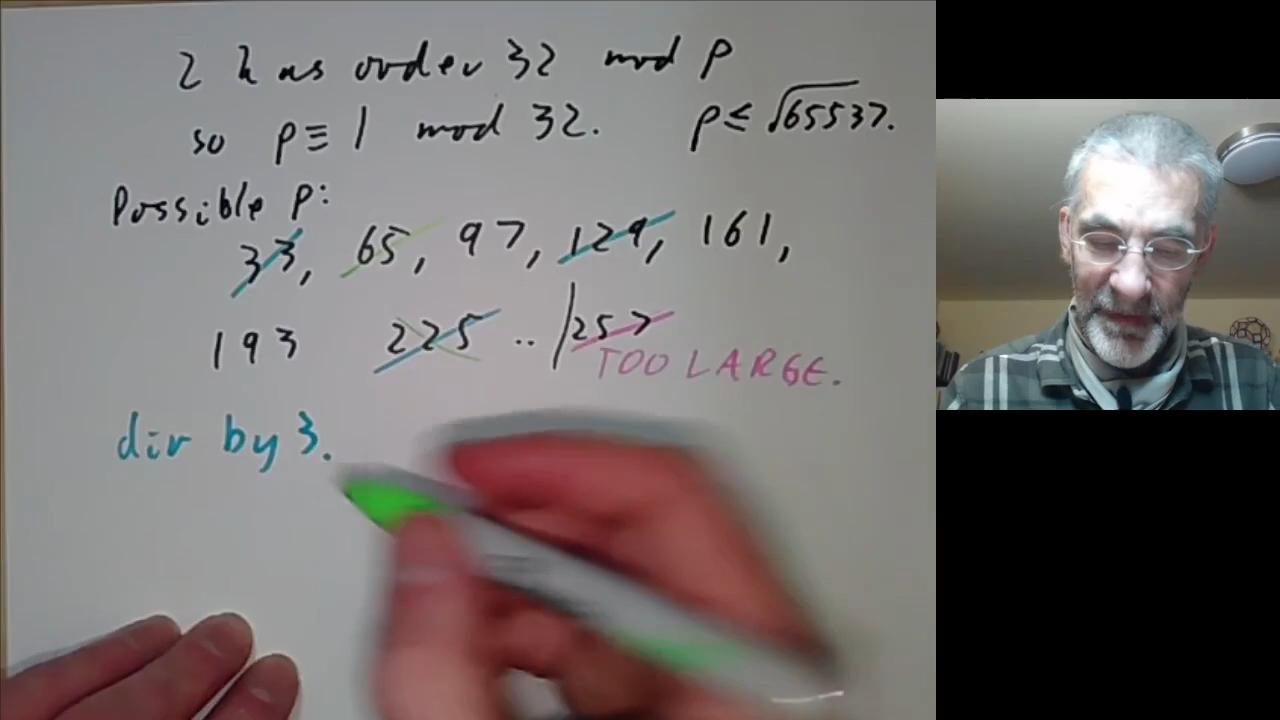 2 has order 32 mod p
so p ≡ 1 mod 32. p ≤ √65537.
Possible p:
33, 65, 97, 129, 161,
193 225 .. | 257
TOO LARGE.
div by 3.